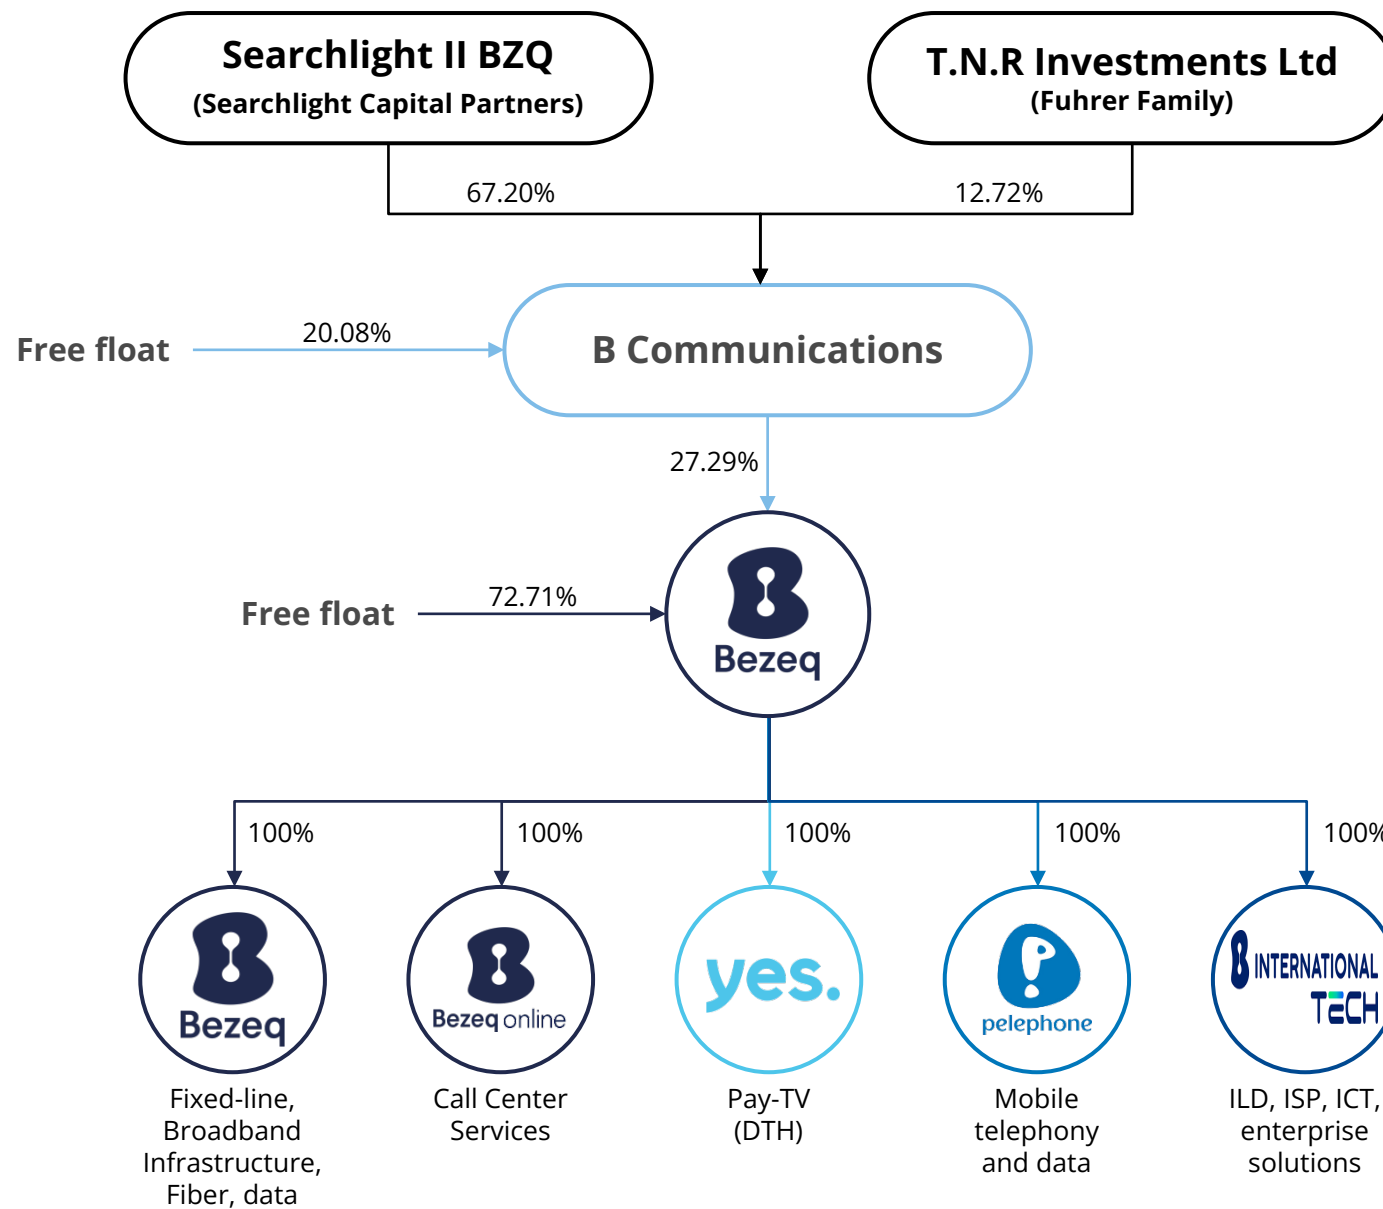 Searchlight II BZQ
(Searchlight Capital Partners)
T.N.R Investments Ltd
(Fuhrer Family)
67.20%
12.72%
Free float
20.08%
B Communications
27.29%
Free float
72.71%
Bezeq
100%
100%
100%
100%
100%
Bezeq
Bezeq online
yes.
pelephone
B INTERNATIONAL
TECH
Fixed-line,
Broadband
Infrastructure,
Fiber, data
Call Center
Services
Pay-TV
(DTH)
Mobile
telephony
and data
ILD, ISP, ICT,
enterprise
solutions